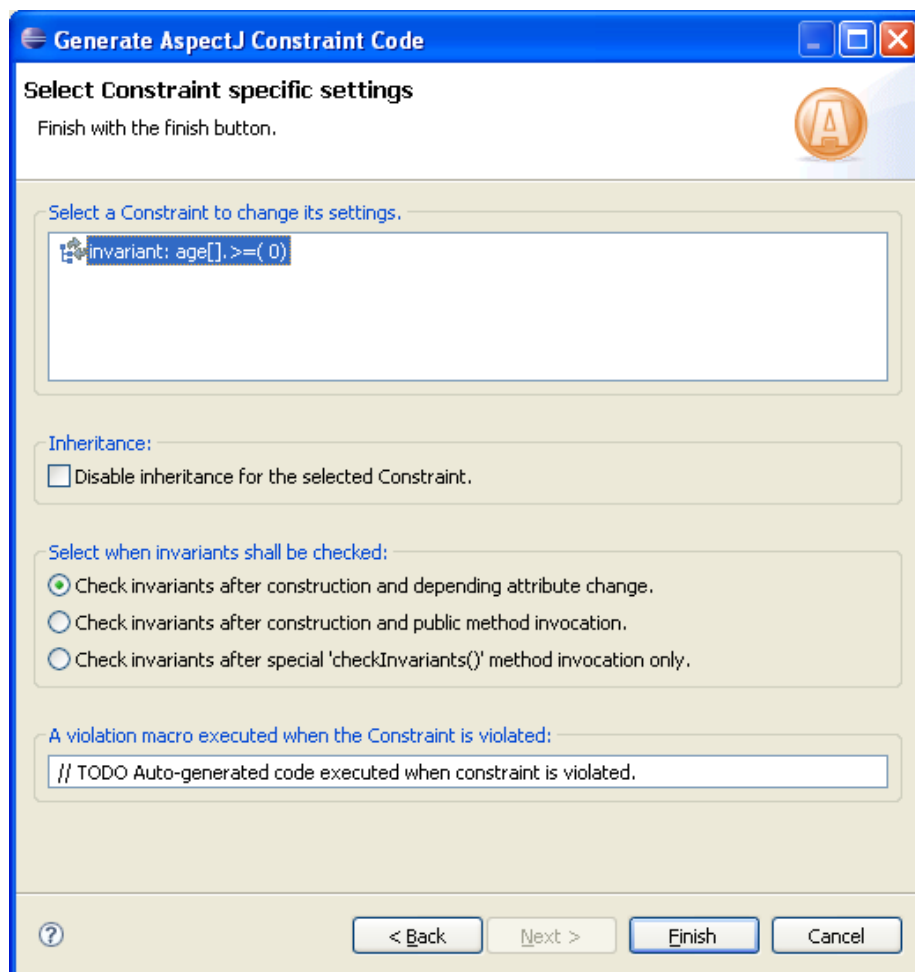 Generate AspectJ Constraint Code
Select Constraint specific settings
Finish with the finish button.
A
Select a Constraint to change its settings.
invariant: age[].>=( 0)
Inheritance:
Disable inheritance for the selected Constraint.
Select when invariants shall be checked:
Check invariants after construction and depending attribute change.
Check invariants after construction and public method invocation.
Check invariants after special 'checkInvariants()' method invocation only.
A violation macro executed when the Constraint is violated:
// TODO Auto-generated code executed when constraint is violated.
? < Back Next > Finish Cancel